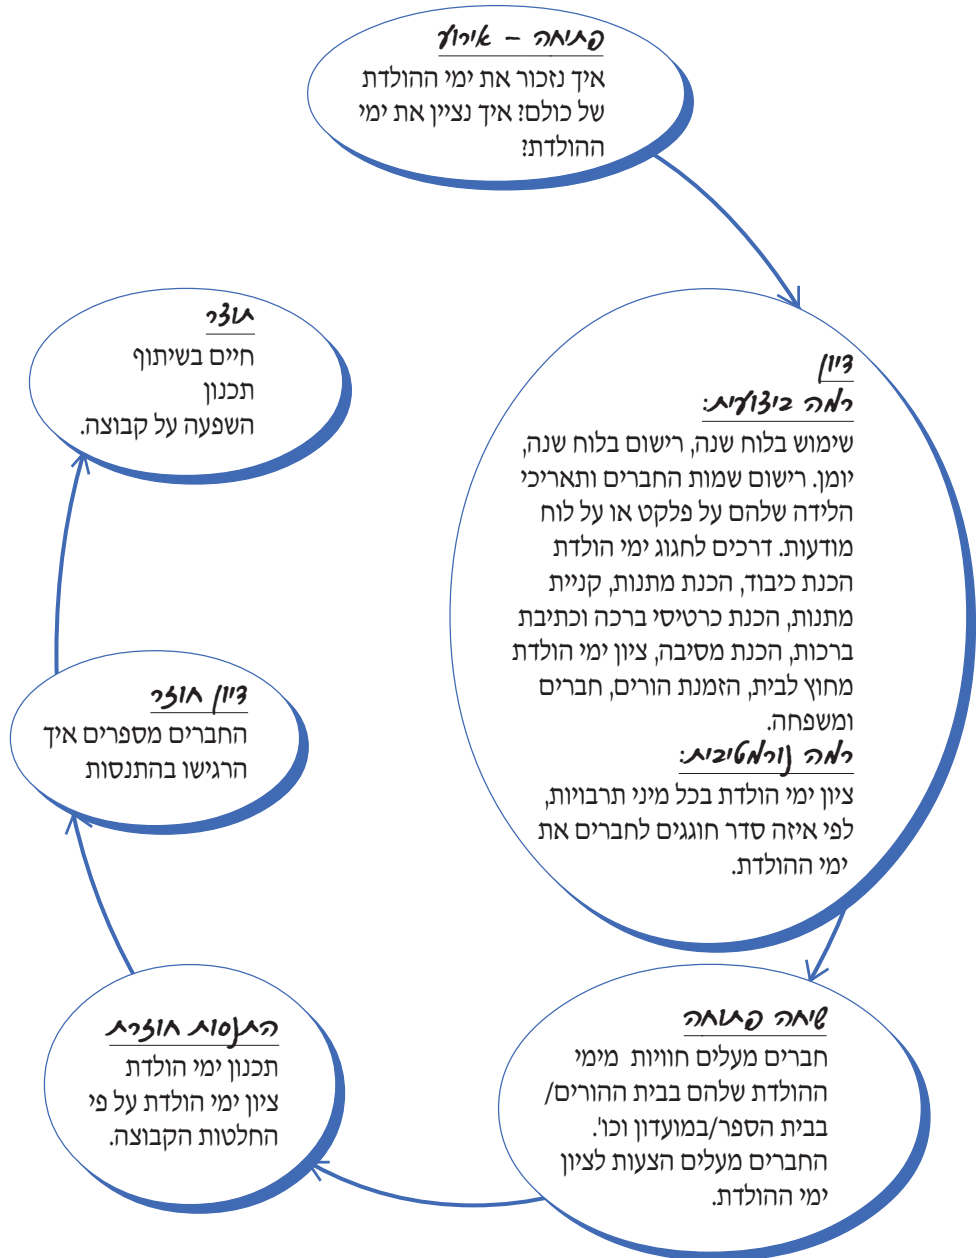 פתיחה – אירוע
איך נזכור את ימי ההולדת
של כולם? איך נציין את ימי
ההולדת?
דיון
רמה ביצועית:
שימוש בלוח שנה, רישום בלוח שנה,
יומן. רישום שמות החברים ותאריכי
הלידה שלהם על פלקט או על לוח
מודעות. דרכים לחגוג ימי הולדת
הכנת כיבוד, הכנת מתנות, קניית
מתנות, הכנת כרטיסי ברכה וכתיבת
ברכות, הכנת מסיבה, ציון ימי הולדת
מחוץ לבית, הזמנת הורים, חברים
ומשפחה.
רמה נורמטיבית:
ציון ימי הולדת בכל מיני תרבויות,
לפי איזה סדר חוגגים לחברים את
ימי ההולדת.
שיחה פתוחה
חברים מעלים חוויות מימי
ההולדת שלהם בבית ההורים/
בבית הספר/במועדון וכו'.
החברים מעלים הצעות לציון
ימי ההולדת.
התנסות חוזרת
תכנון ימי הולדת
ציון ימי הולדת על פי
החלטות הקבוצה.
דיון חוזר
החברים מספרים איך
הרגישו בהתנסות
תוצר
חיים בשיתוף
תכנון
השפעה על קבוצה.